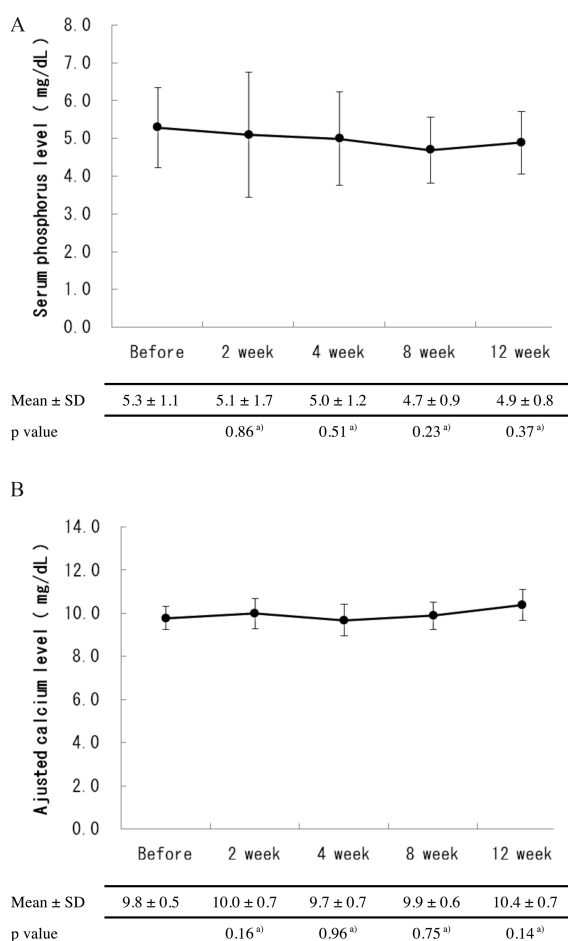 A
Serum phosphorus level ( mg/dL )
8.0
7.0
6.0
5.0
4.0
3.0
2.0
1.0
0.0
Before 2 week 4 week 8 week 12 week
Mean ± SD 5.3 ± 1.1 5.1 ± 1.7 5.0 ± 1.2 4.7 ± 0.9 4.9 ± 0.8
p value 0.86 a) 0.51 a) 0.23 a) 0.37 a)
B
Ajusted calcium level ( mg/dL )
14.0
12.0
10.0
8.0
6.0
4.0
2.0
0.0
Before 2 week 4 week 8 week 12 week
Mean ± SD 9.8 ± 0.5 10.0 ± 0.7 9.7 ± 0.7 9.9 ± 0.6 10.4 ± 0.7
p value 0.16 a) 0.96 a) 0.75 a) 0.14 a)